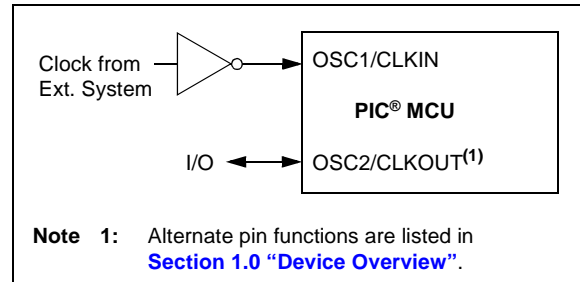 Clock from
Ext. System
OSC1/CLKIN
PIC® MCU
I/O
OSC2/CLKOUT(1)
Note 1: Alternate pin functions are listed in
Section 1.0 “Device Overview”.